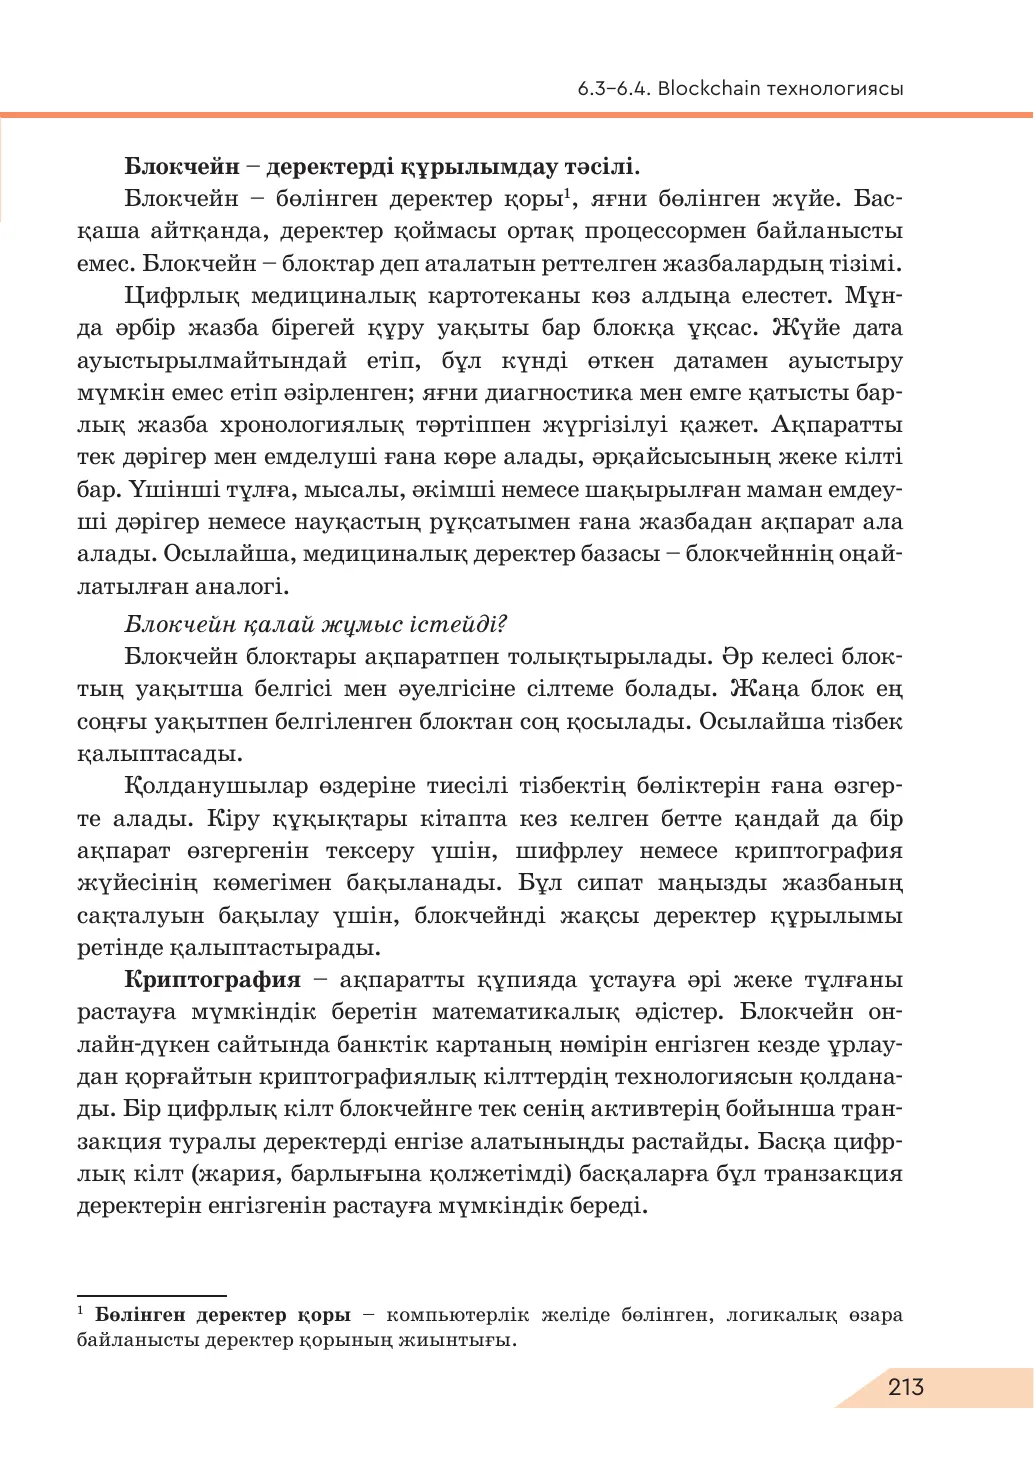 6.3–6.4. Blockchain технологиясы
Блокчейн – деректерді құрылымдау тәсілі.
Блокчейн – бөлінген деректер қоры¹, яғни бөлінген жүйе. Бас-
қаша айтқанда, деректер қоймасы ортақ процессормен байланысты
емес. Блокчейн – блоктар деп аталатын реттелген жазбалардың тізімі.
Цифрлық медициналық картотеканы көз алдыңа елестет. Мұн-
да әрбір жазба бірегей құру уақыты бар блокқа ұқсас. Жүйе дата
ауыстырылмайтындай етіп, бұл күнді өткен датамен ауыстыру
мүмкін емес етіп әзірленген; яғни диагностика мен емге қатысты бар-
лық жазба хронологиялық тәртіппен жүргізілуі қажет. Ақпаратты
тек дәрігер мен емделуші ғана көре алады, әрқайсысының жеке кілті
бар. Үшінші тұлға, мысалы, әкімші немесе шақырылған маман емдеу-
ші дәрігер немесе науқастың рұқсатымен ғана жазбадан ақпарат ала
алады. Осылайша, медициналық деректер базасы – блокчейннің оңай-
латылған аналогі.
Блокчейн қалай жұмыс істейді?
Блокчейн блоктары ақпаратпен толықтырылады. Әр келесі блок-
тың уақытша белгісі мен әуелгісіне сілтеме болады. Жаңа блок ең
соңғы уақытпен белгіленген блоктан соң қосылады. Осылайша тізбек
қалыптасады.
Қолданушылар өздеріне тиесілі тізбектің бөліктерін ғана өзгер-
те алады. Кіру құқықтары кітапта кез келген бетте қандай да бір
ақпарат өзгергенін тексеру үшін, шифрлеу немесе криптография
жүйесінің көмегімен бақыланады. Бұл сипат маңызды жазбаның
сақталуын бақылау үшін, блокчейнді жақсы деректер құрылымы
ретінде қалыптастырады.
Криптография – ақпаратты құпияда ұстауға әрі жеке тұлғаны
растауға мүмкіндік беретін математикалық әдістер. Блокчейн он-
лайн-дүкен сайтында банктік картаның нөмірін енгізген кезде ұрлау-
дан қорғайтын криптографиялық кілттердің технологиясын қолдана-
ды. Бір цифрлық кілт блокчейнге тек сенің активтерің бойынша тран-
закция туралы деректерді енгізе алатыныңды растайды. Басқа цифр-
лық кілт (жария, барлығына қолжетімді) басқаларға бұл транзакция
деректерін енгізгенін растауға мүмкіндік береді.
¹ Бөлінген деректер қоры – компьютерлік желіде бөлінген, логикалық өзара
байланысты деректер қорының жиынтығы.
213